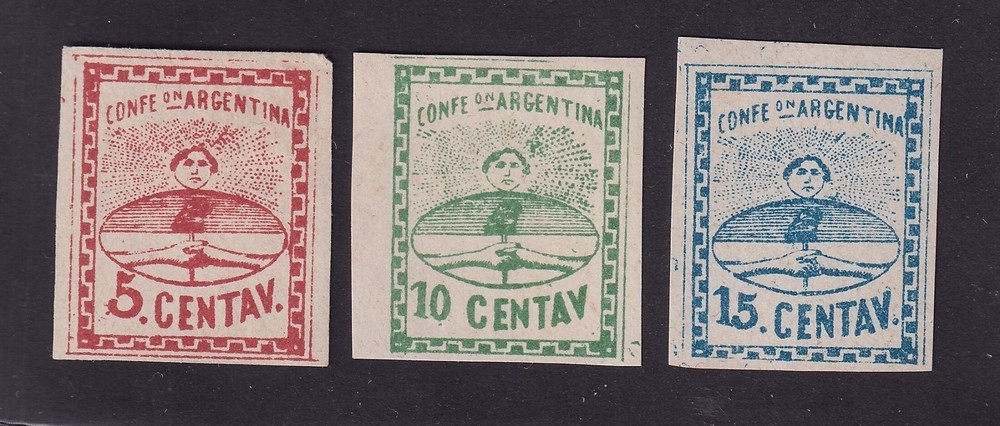 CONFE ON ARGENTINA
5. CENTAV.
CONFE ON ARGENTINA
10 CENTAV
CONFE ON ARGENTINA
15. CENTAV.